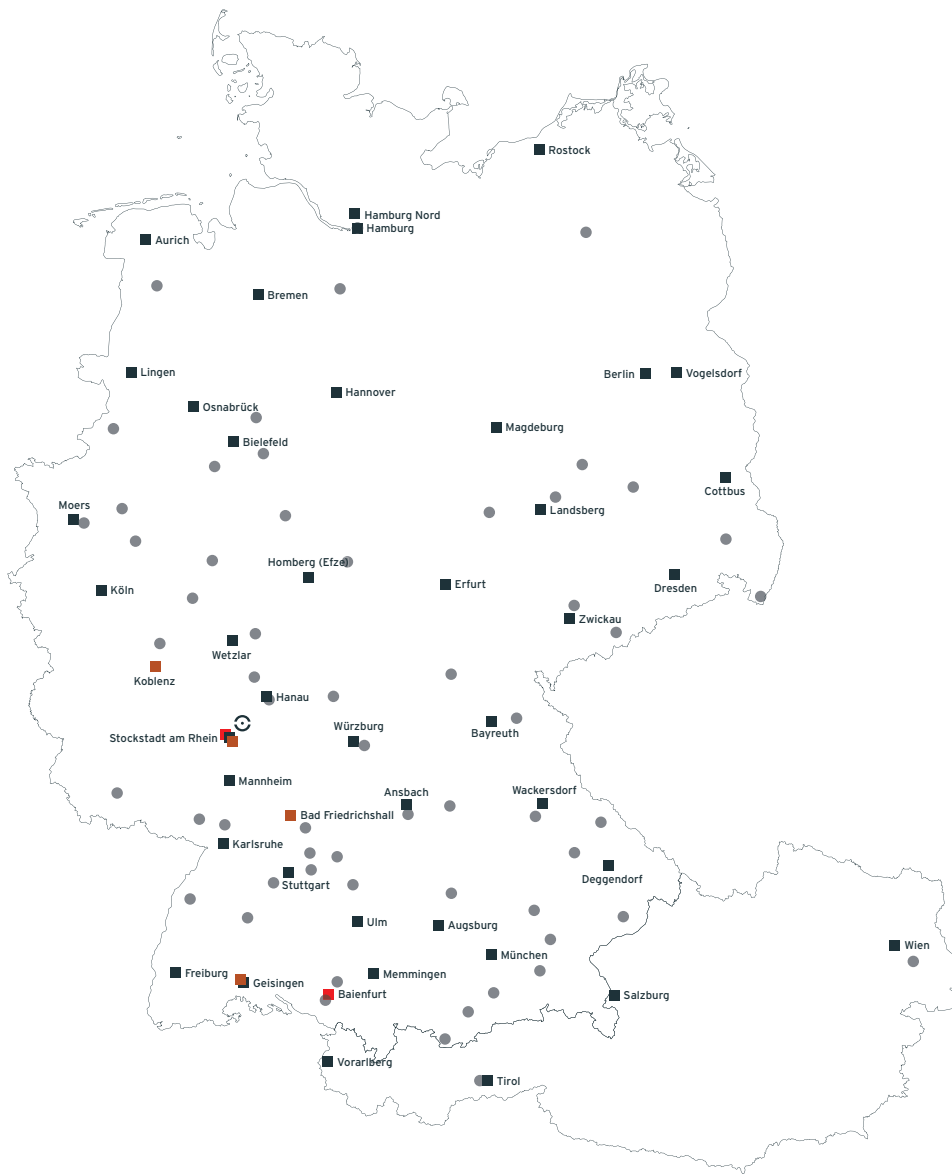 Rostock
Hamburg Nord
Hamburg
Aurich
Bremen
Lingen
Berlin
Vogelsdorf
Hannover
Osnabrück
Magdeburg
Bielefeld
Cottbus
Moers
Landsberg
Homberg (Efze)
Erfurt
Dresden
Köln
Zwickau
Wetzlar
Koblenz
Hanau
Würzburg
Bayreuth
Stockstadt am Rhein
Mannheim
Ansbach
Wackersdorf
Bad Friedrichshall
Karlsruhe
Deggendorf
Stuttgart
Ulm
Augsburg
Wien
München
Freiburg
Memmingen
Geisingen
Baienfurt
Salzburg
Vorarlberg
Tirol